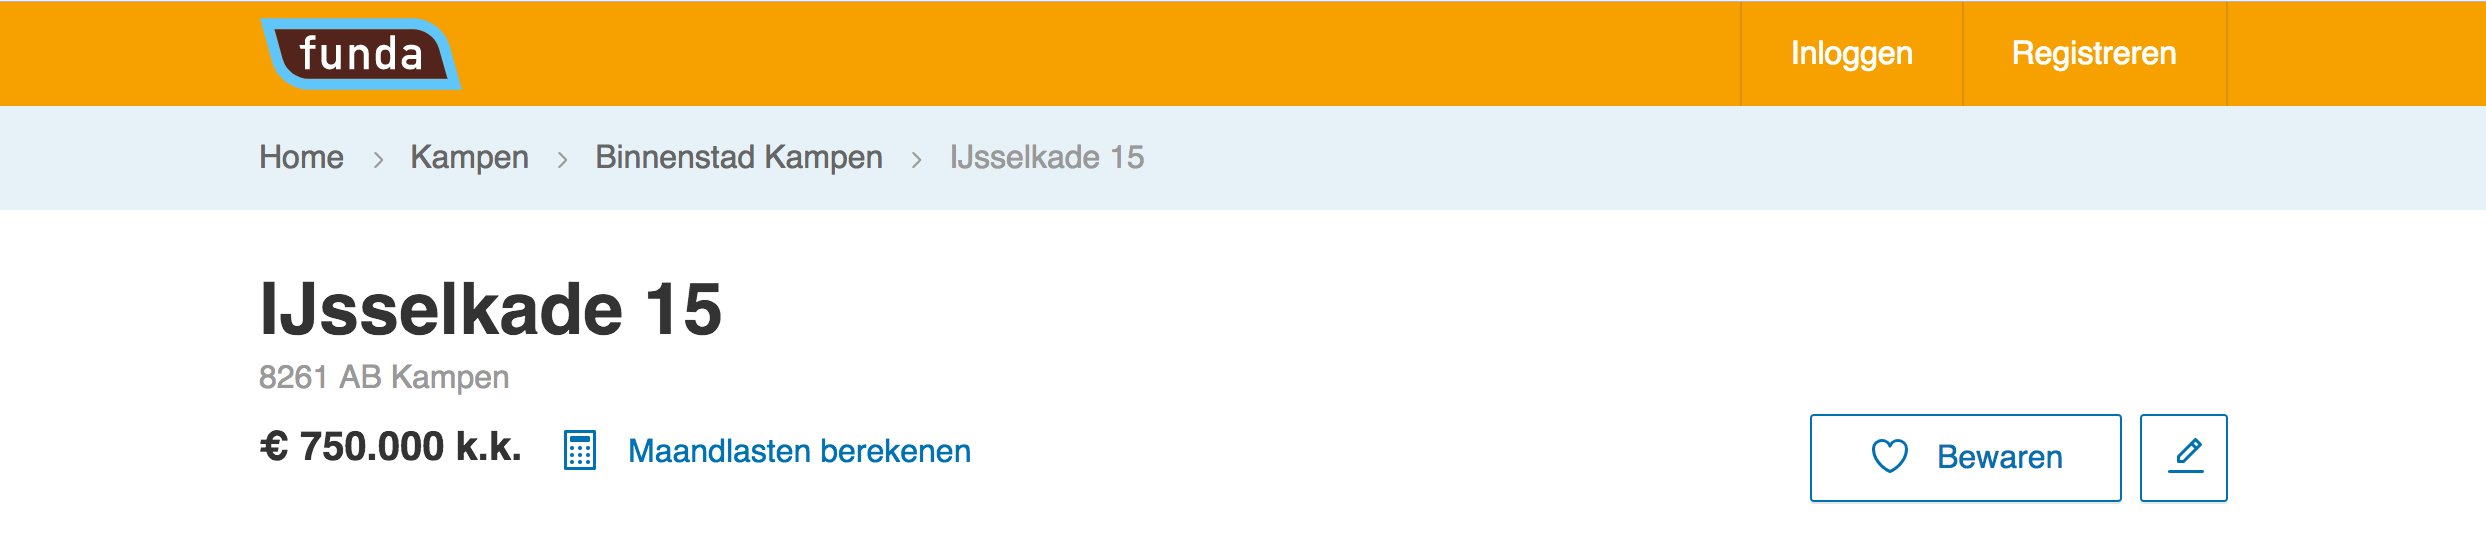 funda
Inloggen Registreren
Home > Kampen > Binnenstad Kampen > IJsselkade 15
IJsselkade 15
8261 AB Kampen
€ 750.000 k.k. Maandlasten berekenen
Bewaren